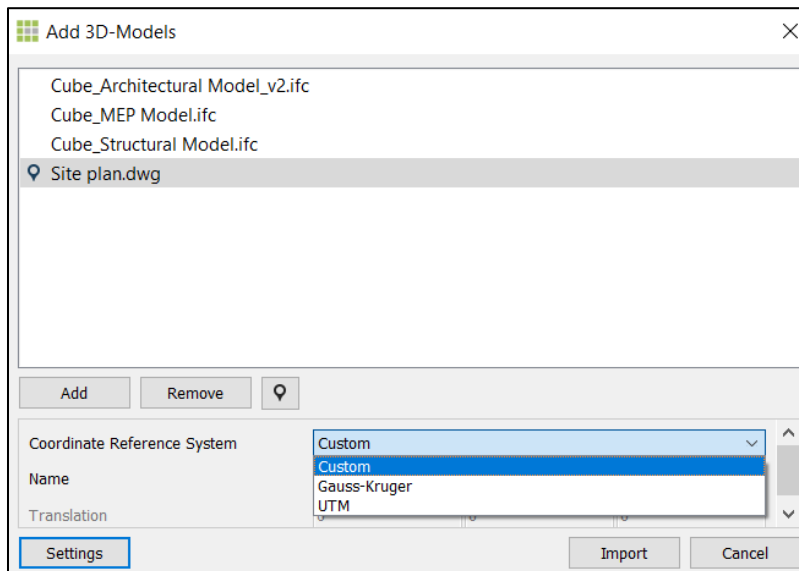 Add 3D-Models
Cube_Architectural Model_v2.ifc
Cube_MEP Model.ifc
Cube_Structural Model.ifc
Site plan.dwg
Add Remove
Coordinate Reference System Custom
Custom
Name
Gauss-Kruger
UTM
Translation
Settings Import Cancel